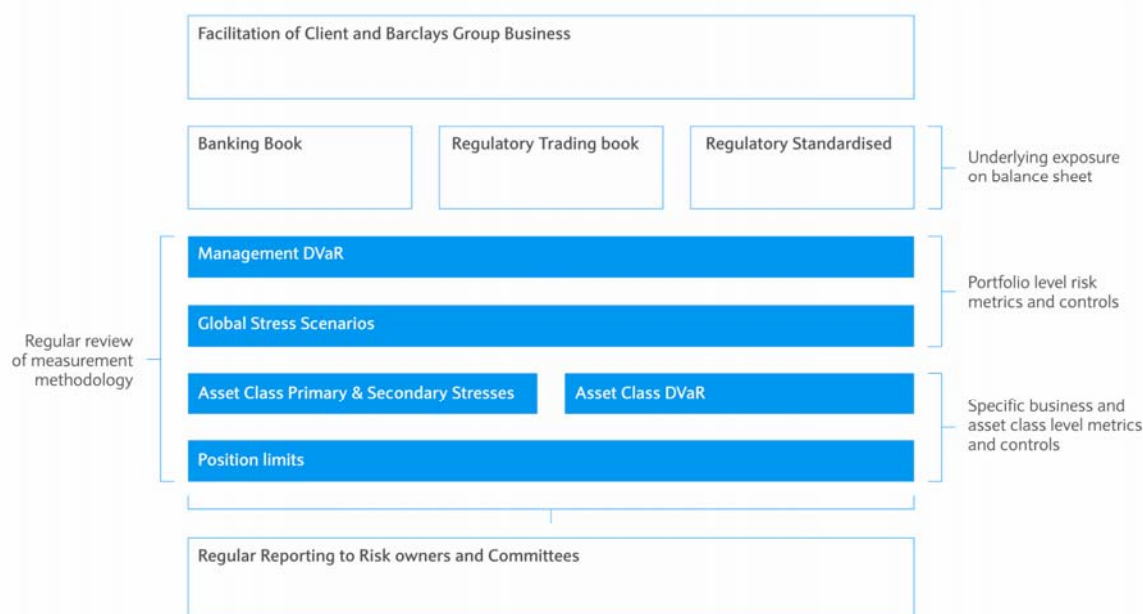 Facilitation of Client and Barclays Group Business
Banking Book
Regulatory Trading book
Regulatory Standardised
Underlying exposure
on balance sheet
Management DVaR
Global Stress Scenarios
Portfolio level risk
metrics and controls
Regular review
of measurement
methodology
Asset Class Primary & Secondary Stresses
Asset Class DVaR
Position limits
Specific business and
asset class level metrics
and controls
Regular Reporting to Risk owners and Committees